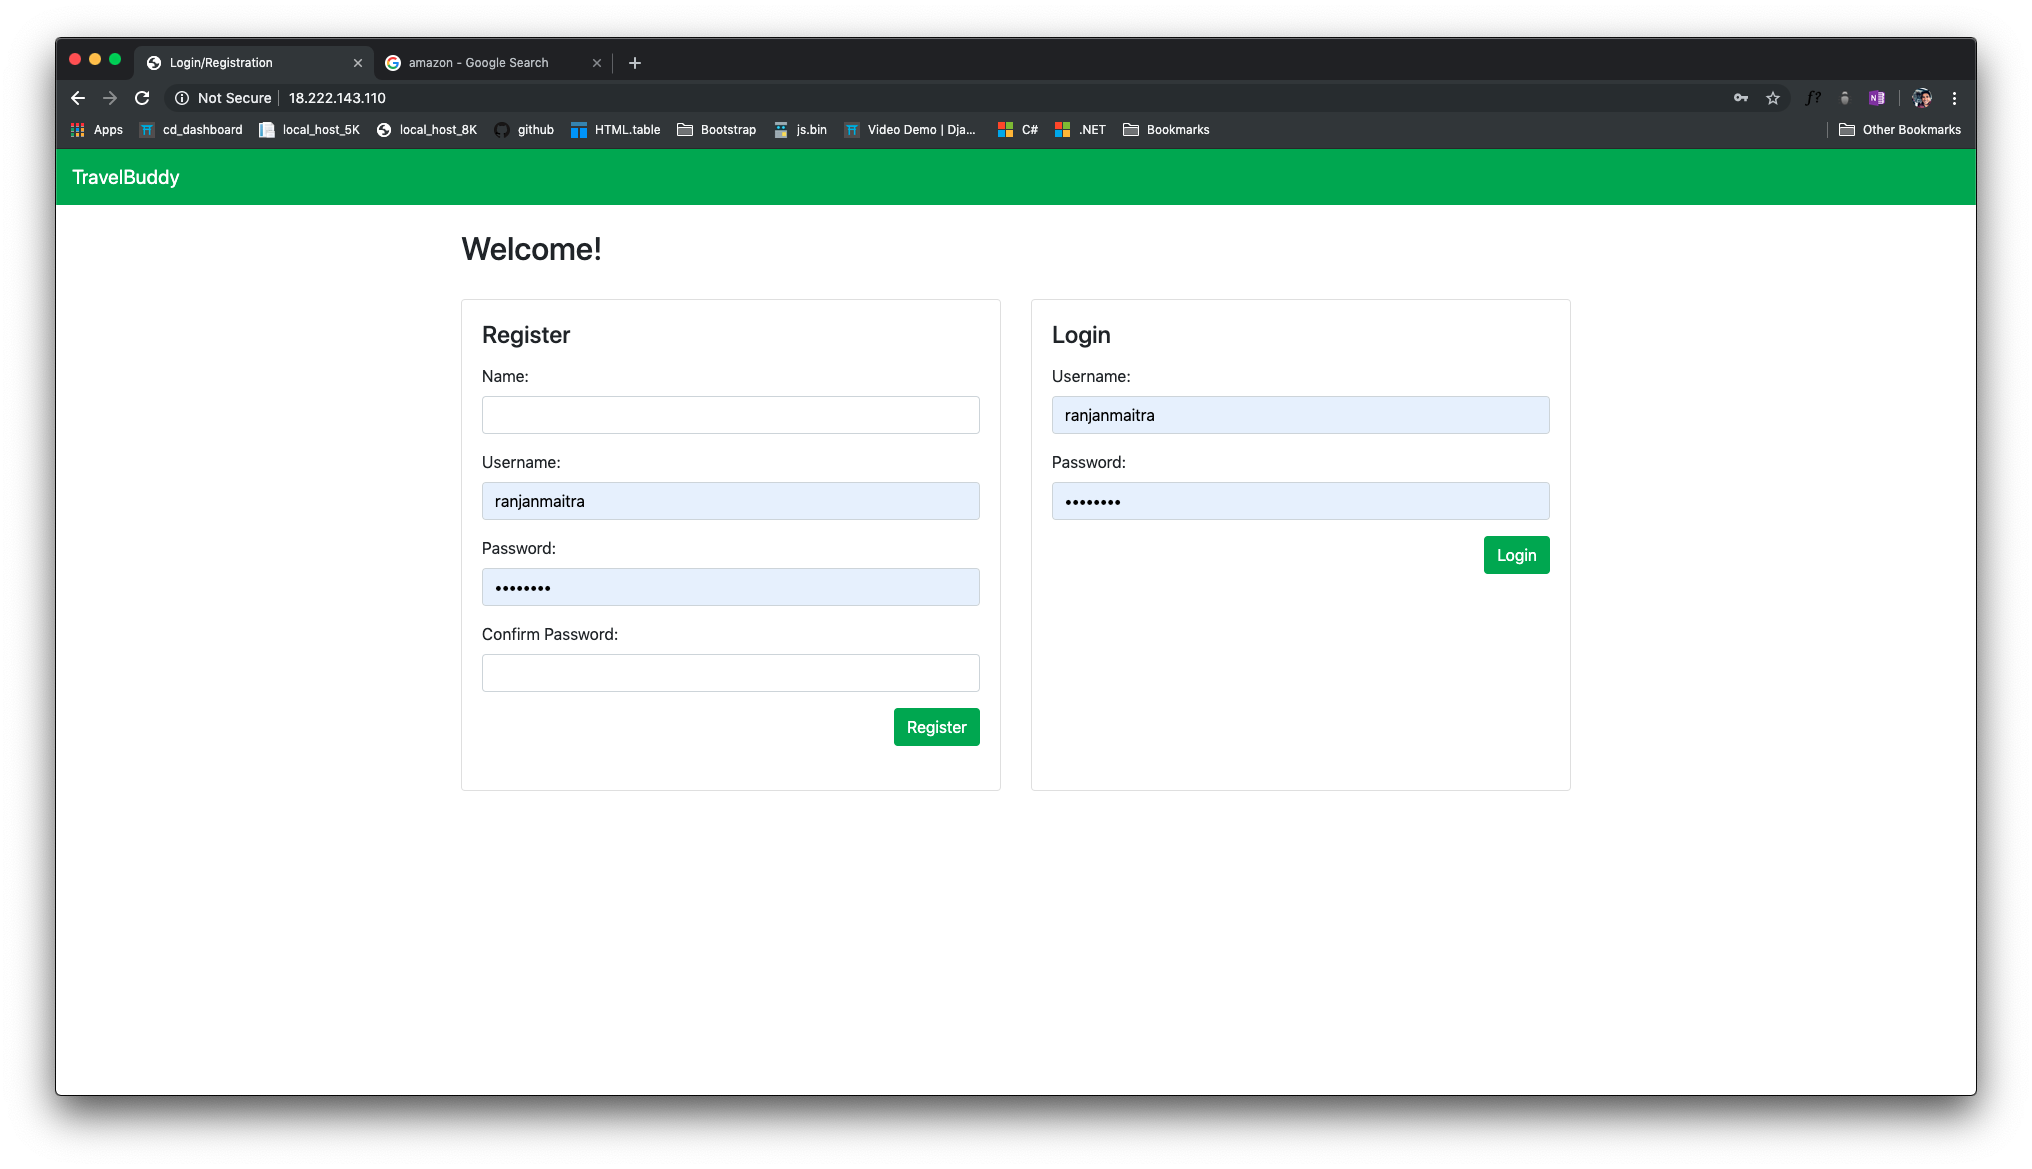 Login/Registration
amazon - Google Search
Not Secure
18.222.143.110
f?
N
Apps
cd_dashboard
local_host_5K
local_host_8K
github
HTML.table
Bootstrap
js.bin
Video Demo | Dja...
C#
.NET
Bookmarks
Other Bookmarks
TravelBuddy
Welcome!
Register
Name:
Username:
ranjanmaitra
Password:
••••••••
Confirm Password:
Register
Login
Username:
ranjanmaitra
Password:
••••••••
Login